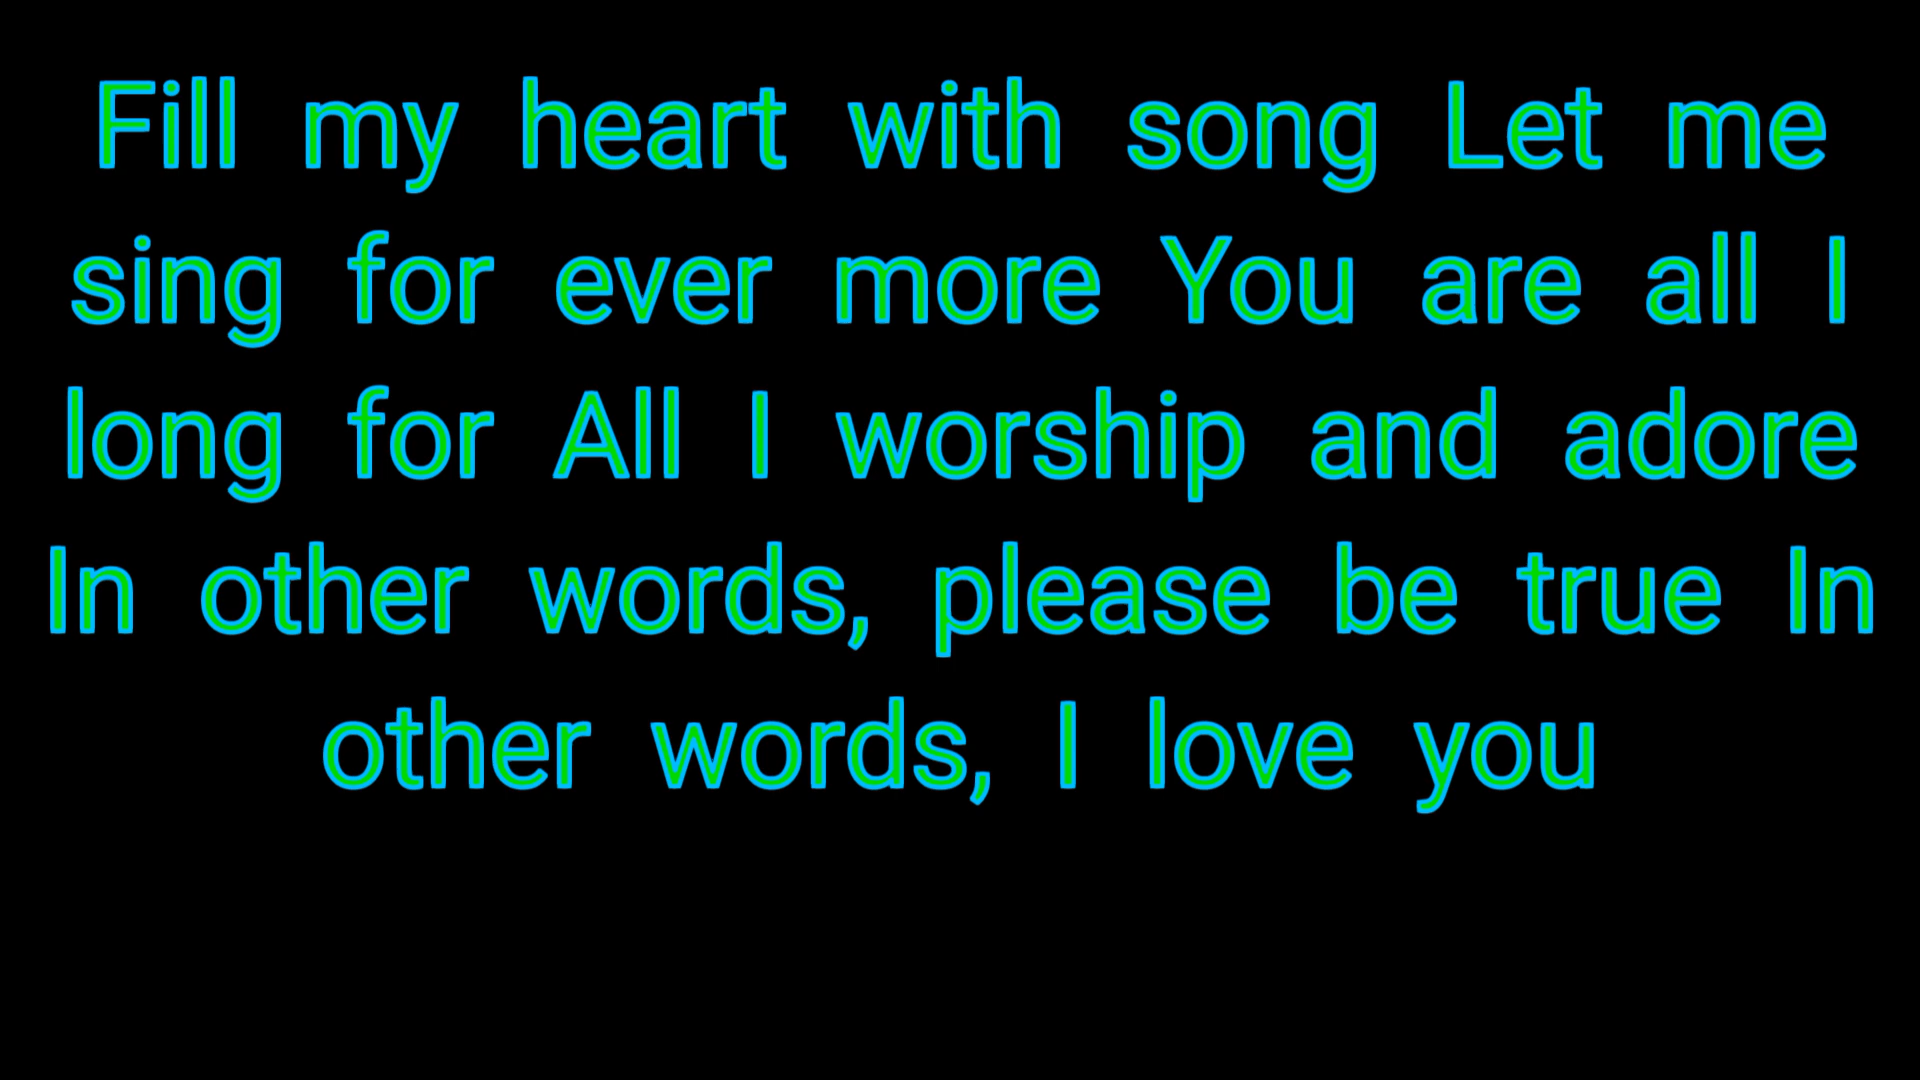 Fill my heart with song Let me
sing for ever more You are all I
long for All I worship and adore
In other words, please be true In
other words, I love you